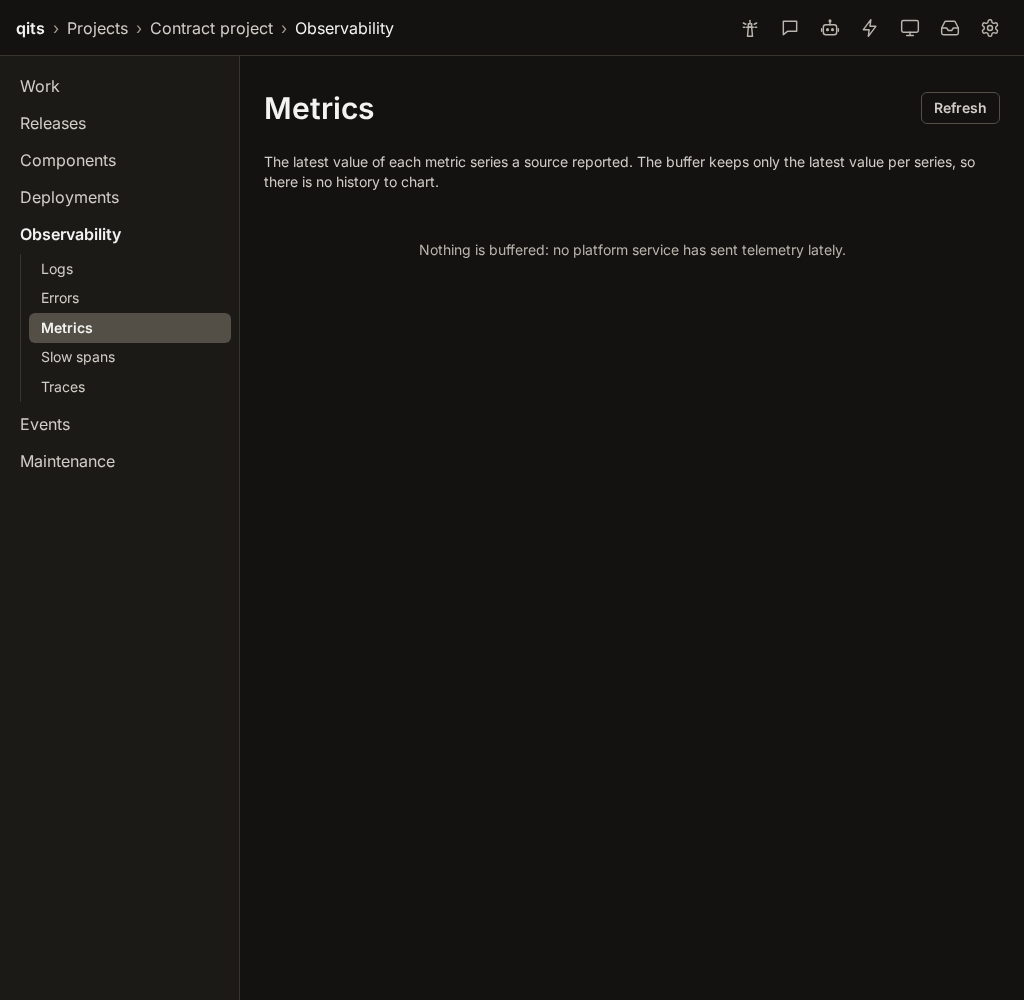 qits › Projects › Contract project › Observability
Work
Releases
Components
Deployments
Observability
Logs
Errors
Metrics
Slow spans
Traces
Events
Maintenance
Metrics
Refresh
The latest value of each metric series a source reported. The buffer keeps only the latest value per series, so
there is no history to chart.
Nothing is buffered: no platform service has sent telemetry lately.